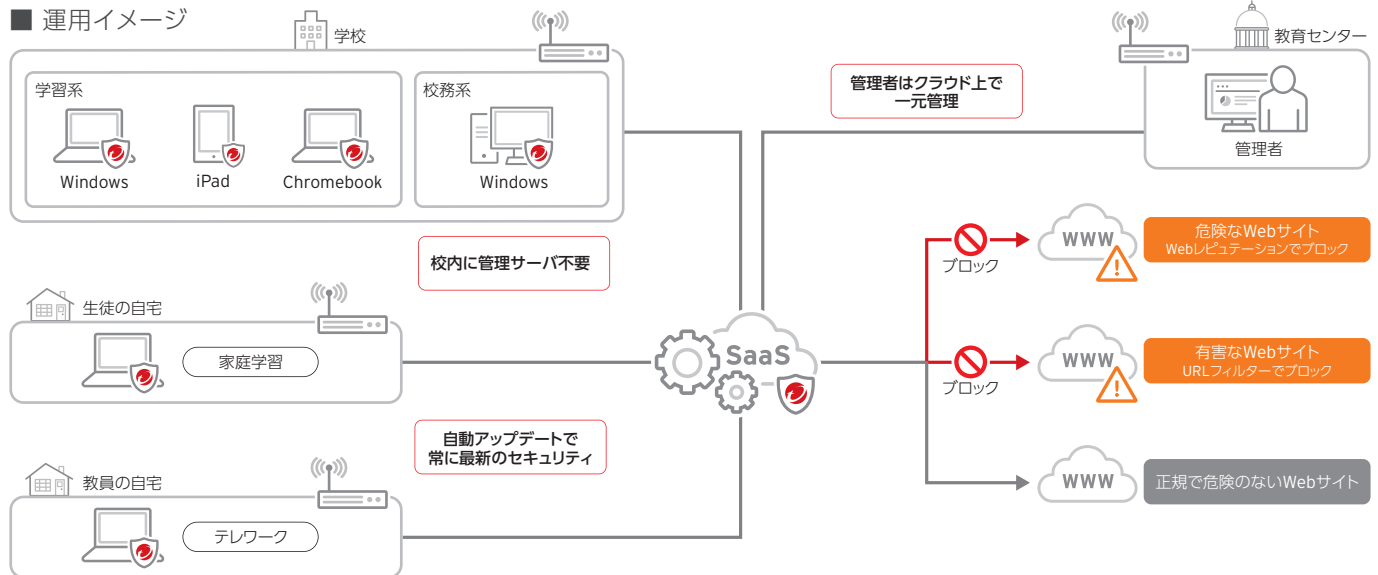 ■ 運用イメージ
学校
学習系
Windows
iPad
Chromebook
校務系
Windows
管理者はクラウド上で
一元管理
教育センター
管理者
校内に管理サーバ不要
生徒の自宅
家庭学習
自動アップデートで
常に最新のセキュリティ
教員の自宅
テレワーク
SaaS
ブロック
WWW
危険なWebサイト
Webレピュテーションでブロック
ブロック
WWW
有害なWebサイト
URLフィルターでブロック
WWW
正規で危険のないWebサイト